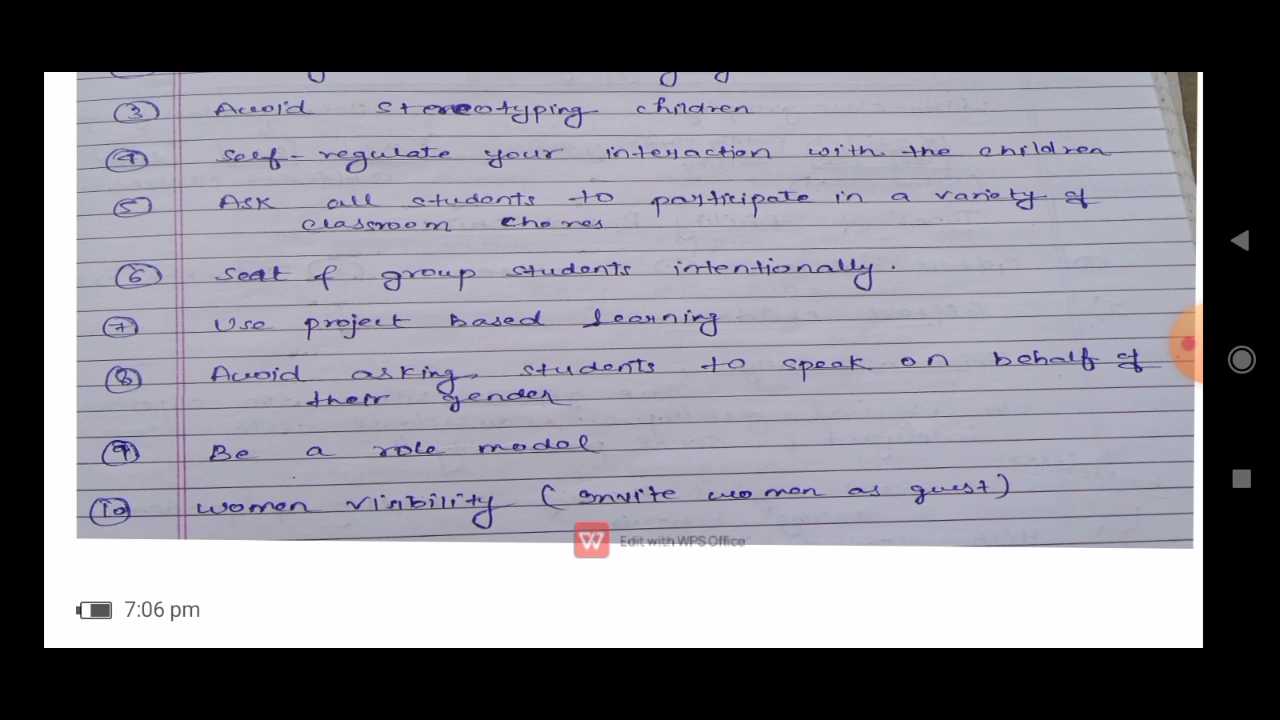 ③ Avoid stereotyping children
④ Self-regulate your interaction with the children
⑤ Ask all students to participate in a variety of
classroom chores
⑥ Seat & group students intentionally.
⑦ Use project Based learning
⑧ Avoid asking students to speak on behalf of
their gender
⑨ Be a role model
⑩ Women visibility (invite women as guest)
Edit with WPS Office
7:06 pm